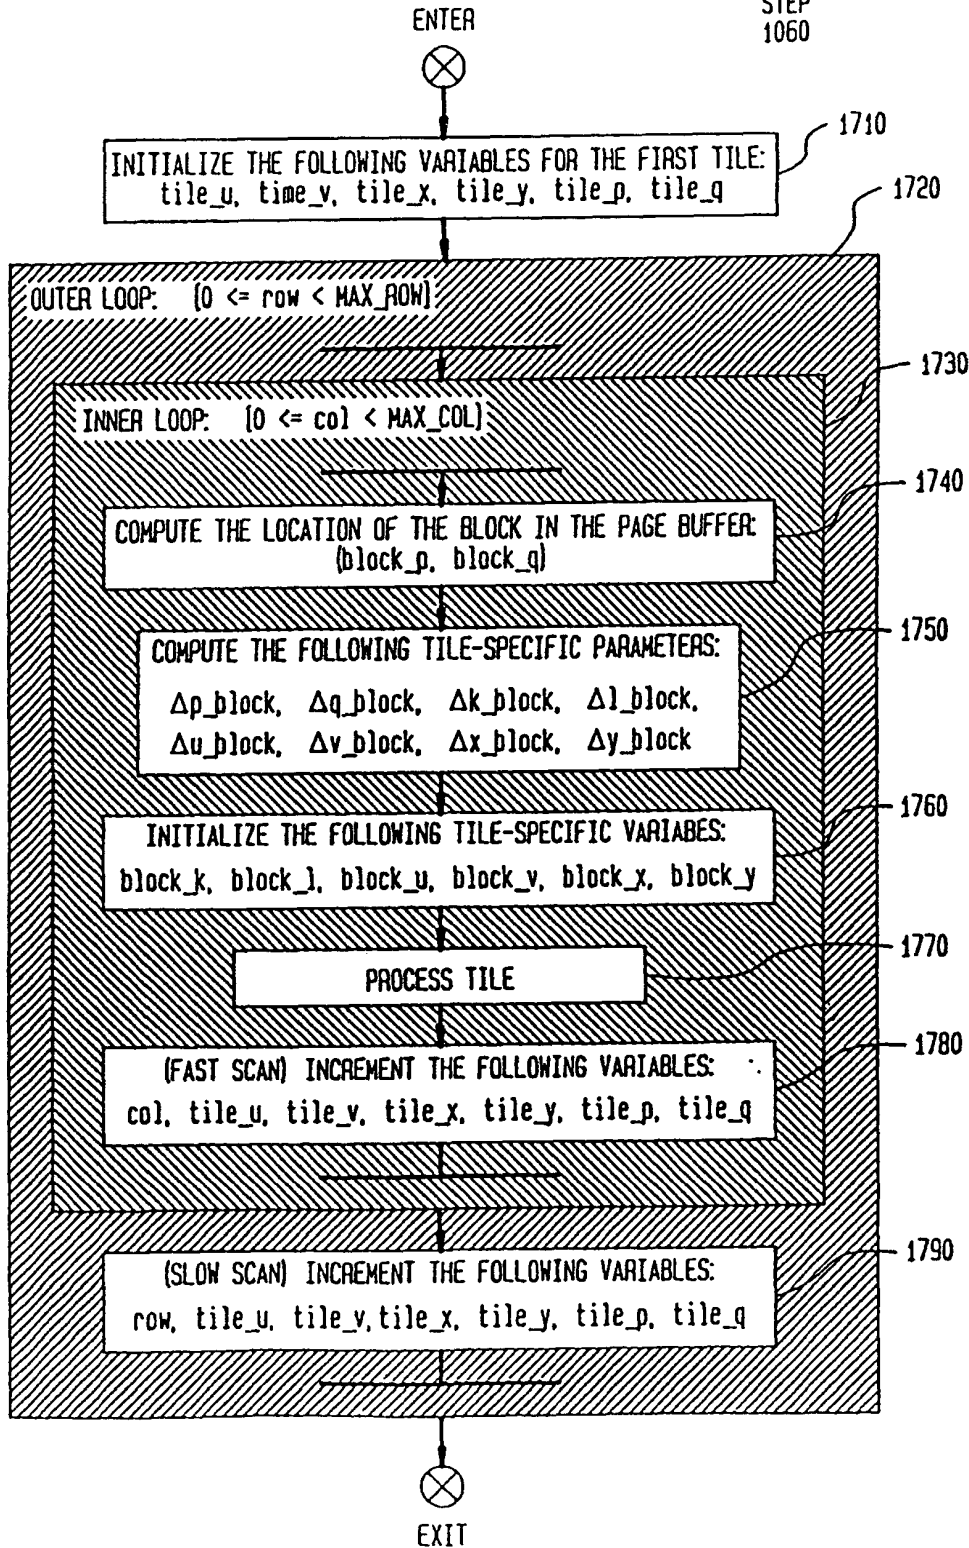 STEP
1060
ENTER
1710
INITIALIZE THE FOLLOWING VARIABLES FOR THE FIRST TILE:
tile_u, time_v, tile_x, tile_y, tile_p, tile_q
1720
OUTER LOOP: [0 <= row < MAX_ROW]
1730
INNER LOOP: [0 <= col < MAX_COL]
1740
COMPUTE THE LOCATION OF THE BLOCK IN THE PAGE BUFFER:
(block_p, block_q)
1750
COMPUTE THE FOLLOWING TILE-SPECIFIC PARAMETERS:
Δp_block, Δq_block, Δk_block, Δl_block,
Δu_block, Δv_block, Δx_block, Δy_block
1760
INITIALIZE THE FOLLOWING TILE-SPECIFIC VARIABES:
block_k, block_l, block_u, block_v, block_x, block_y
1770
PROCESS TILE
1780
(FAST SCAN) INCREMENT THE FOLLOWING VARIABLES:
col, tile_u, tile_v, tile_x, tile_y, tile_p, tile_q
1790
(SLOW SCAN) INCREMENT THE FOLLOWING VARIABLES:
row, tile_u, tile_v, tile_x, tile_y, tile_p, tile_q
EXIT